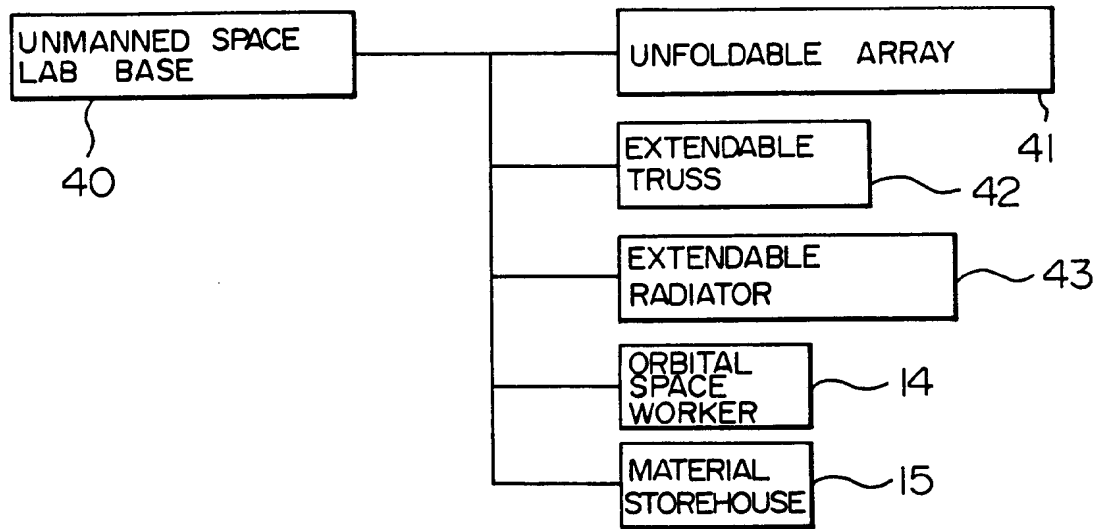 UNMANNED SPACE
LAB BASE
40
UNFOLDABLE ARRAY
41
EXTENDABLE
TRUSS
42
EXTENDABLE
RADIATOR
43
ORBITAL
SPACE
WORKER
14
MATERIAL
STOREHOUSE
15